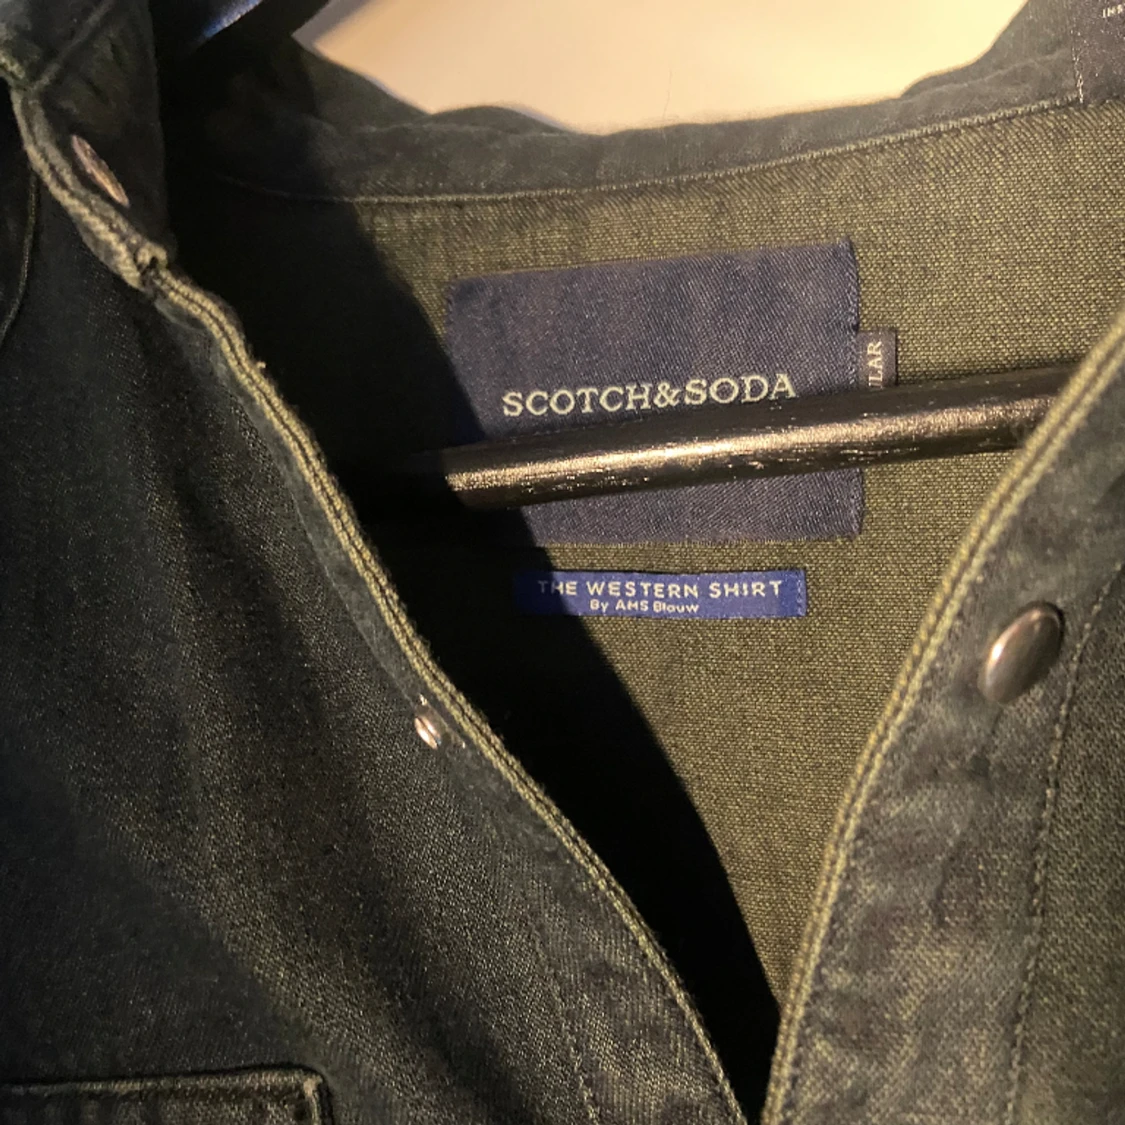 SCOTCH&SODA
THE WESTERN SHIRT
By AMS Blauw